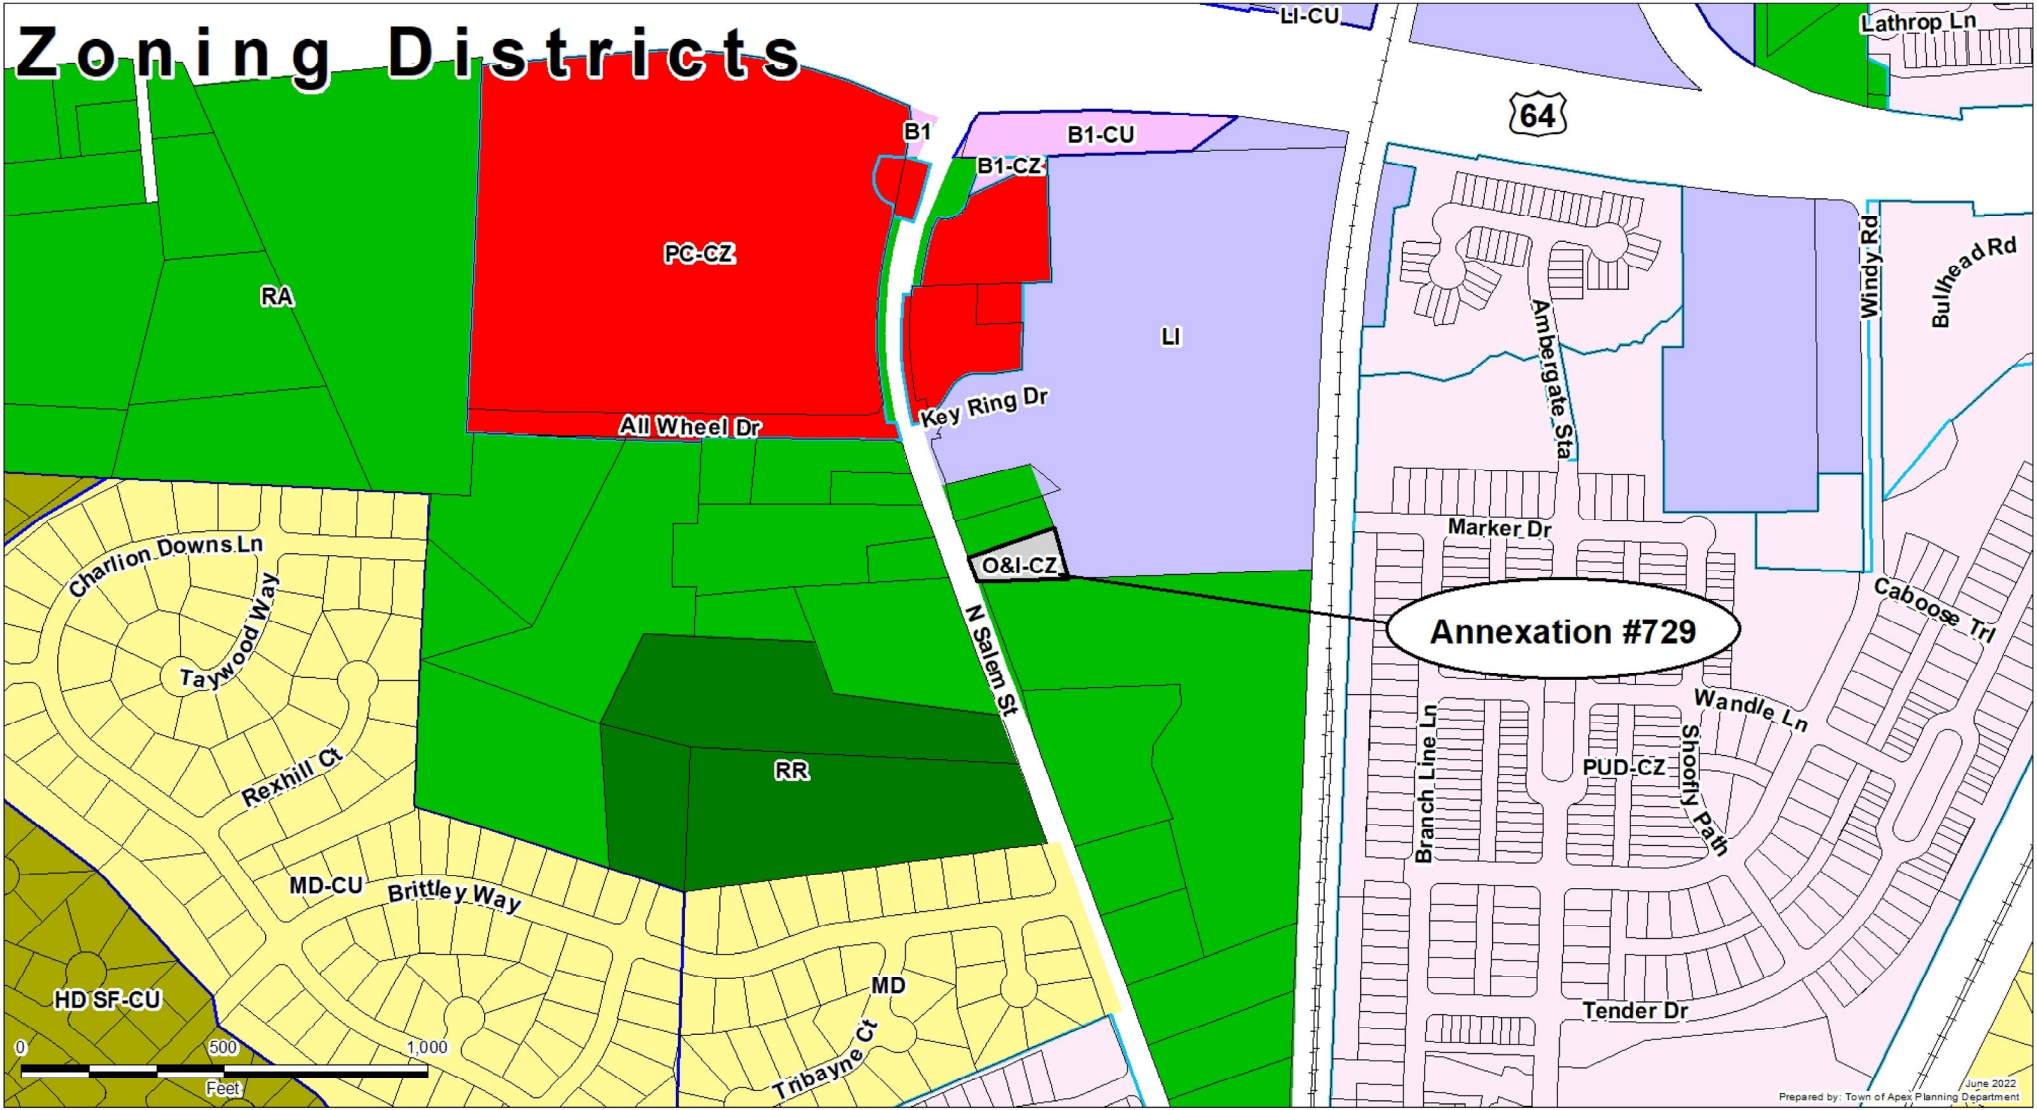 Zoning Districts
LI-CU
Lathrop Ln
64
B1
B1-CU
B1-CZ
PC-CZ
RA
LI
Windy Rd
Bullhead Rd
Ambergate Sta
All Wheel Dr
Key Ring Dr
Charlion Downs Ln
Marker Dr
O&I-CZ
Taywood Way
Annexation #729
Caboose Trl
N Salem St
Wandle Ln
Branch Line Ln
PUD-CZ
Shoofly Path
RR
Rexhill Ct
MD-CU
Brittley Way
MD
HD SF-CU
Tender Dr
Tribayne Ct
0 500 1,000
Feet
June 2022
Prepared by: Town of Apex Planning Department